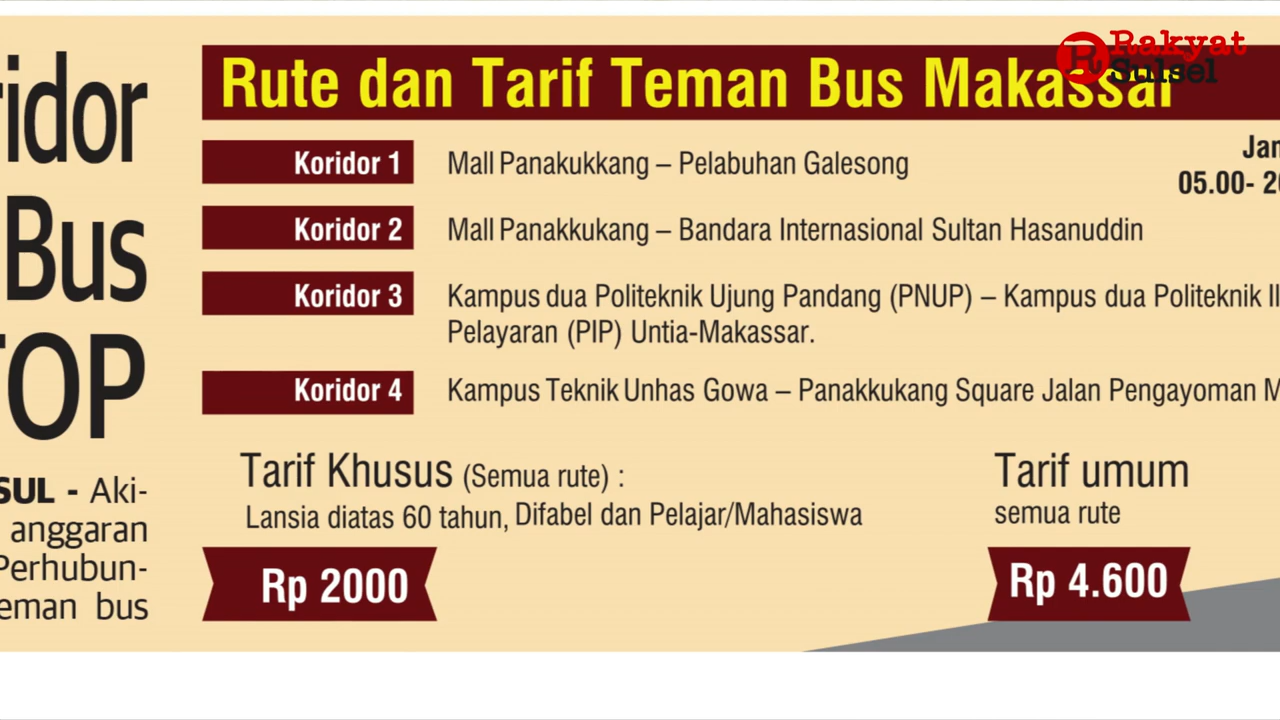 Rakyat
Sulsel
ridor
Bus
TOP
SUL - Aki-
anggaran
Perhubun-
eman bus
Rute dan Tarif Teman Bus Makassar
Jan
05.00- 20
Koridor 1 Mall Panakukkang – Pelabuhan Galesong
Koridor 2 Mall Panakkukang – Bandara Internasional Sultan Hasanuddin
Koridor 3 Kampus dua Politeknik Ujung Pandang (PNUP) – Kampus dua Politeknik Il
Pelayaran (PIP) Untia-Makassar.
Koridor 4 Kampus Teknik Unhas Gowa – Panakkukang Square Jalan Pengayoman M
Tarif Khusus (Semua rute) :
Lansia diatas 60 tahun, Difabel dan Pelajar/Mahasiswa
Rp 2000
Tarif umum
semua rute
Rp 4.600